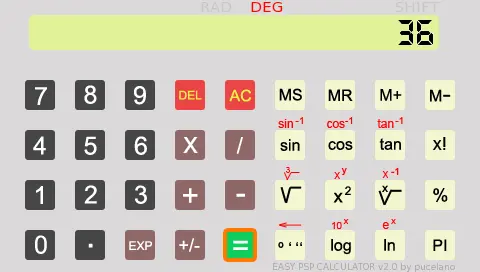 RAD DEG SHIFT
36
7 8 9 DEL AC MS MR M+ M−
sin⁻¹ cos⁻¹ tan⁻¹
4 5 6 X / sin cos tan x!
³√ xʸ x⁻¹
1 2 3 + - √ x² ˣ√ %
← 10ˣ eˣ
0 . EXP +/- = ° ‘ “ log ln PI
EASY PSP CALCULATOR v2.0 by pucelano